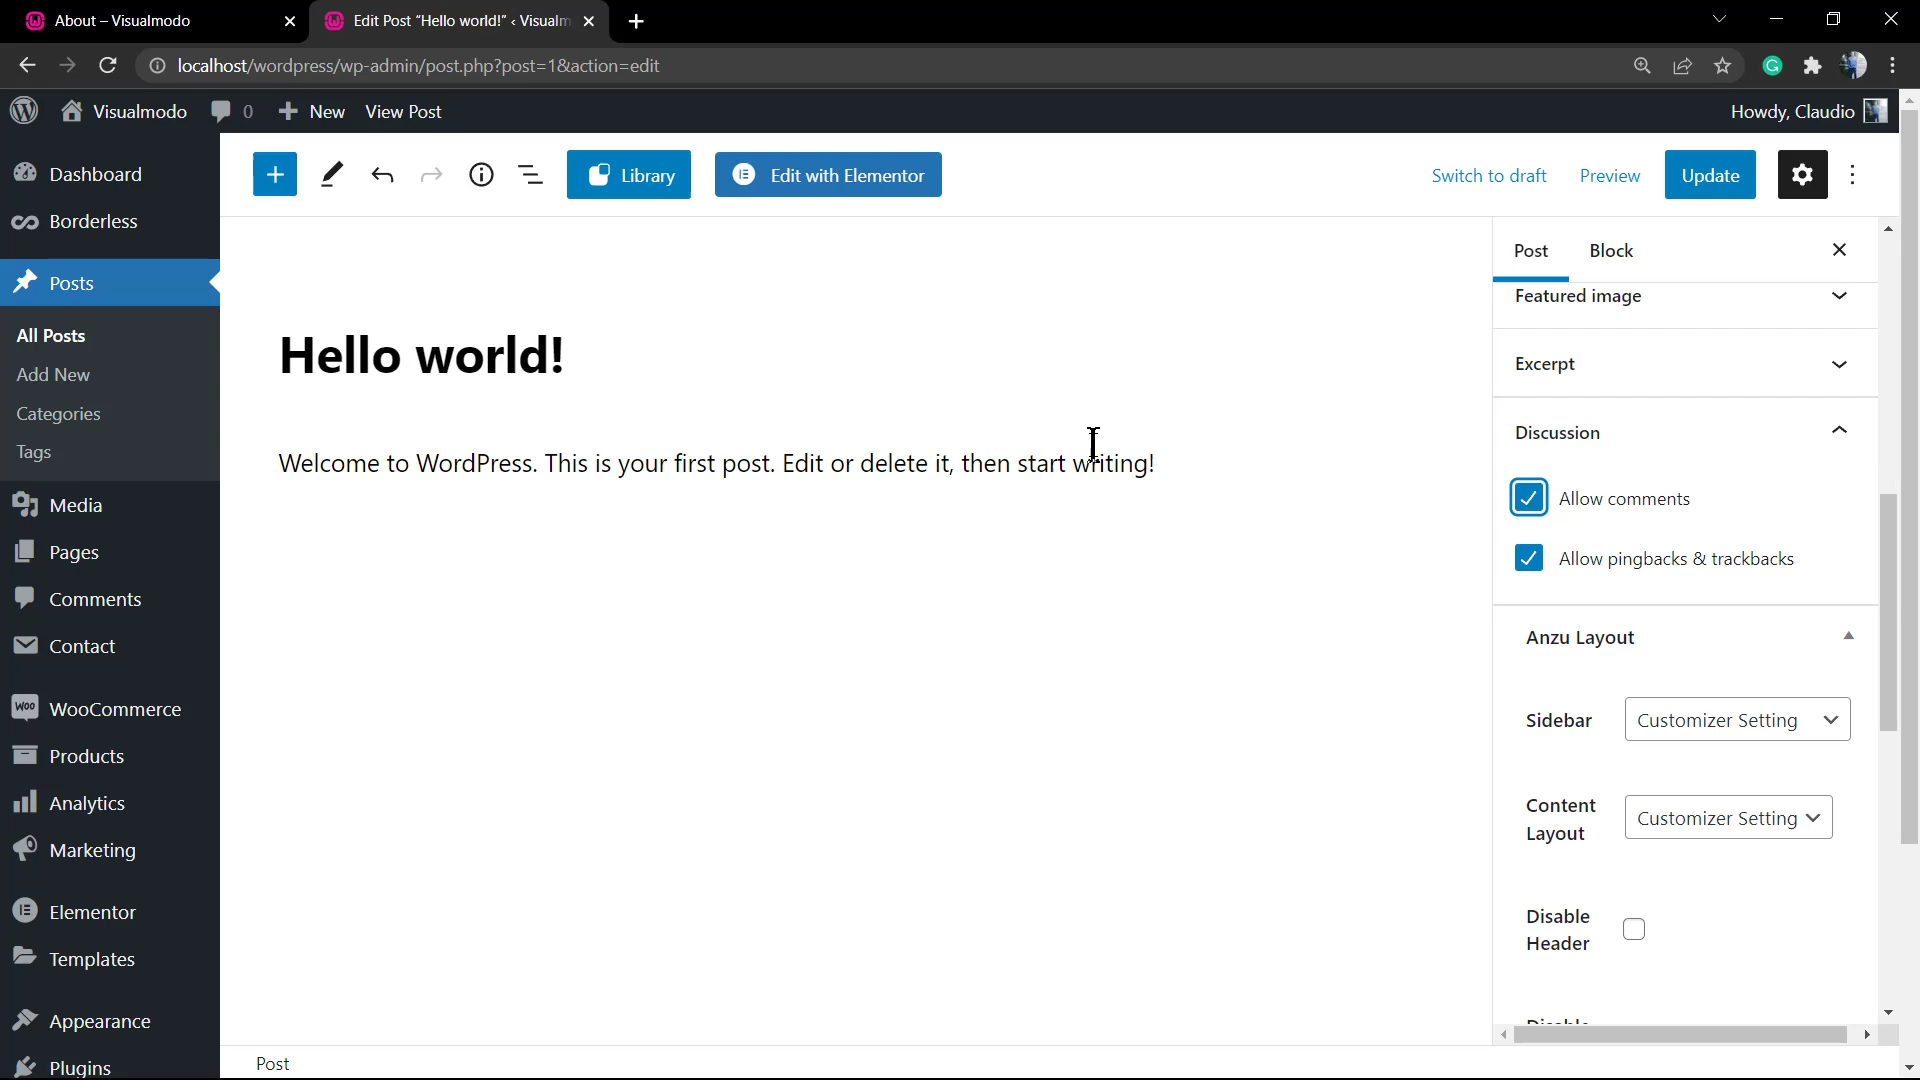 About – Visualmodo
Edit Post “Hello world!” ‹ Visualm
localhost/wordpress/wp-admin/post.php?post=1&action=edit
Visualmodo
0
New
View Post
Howdy, Claudio
Dashboard
Borderless
Posts
All Posts
Add New
Categories
Tags
Media
Pages
Comments
Contact
WooCommerce
Products
Analytics
Marketing
Elementor
Templates
Appearance
Plugins
Library
Edit with Elementor
Switch to draft
Preview
Update
Hello world!
Welcome to WordPress. This is your first post. Edit or delete it, then start writing!
Post
Block
Featured image
Excerpt
Discussion
Allow comments
Allow pingbacks & trackbacks
Anzu Layout
Sidebar
Customizer Setting
Content
Layout
Customizer Setting
Disable
Header
Post